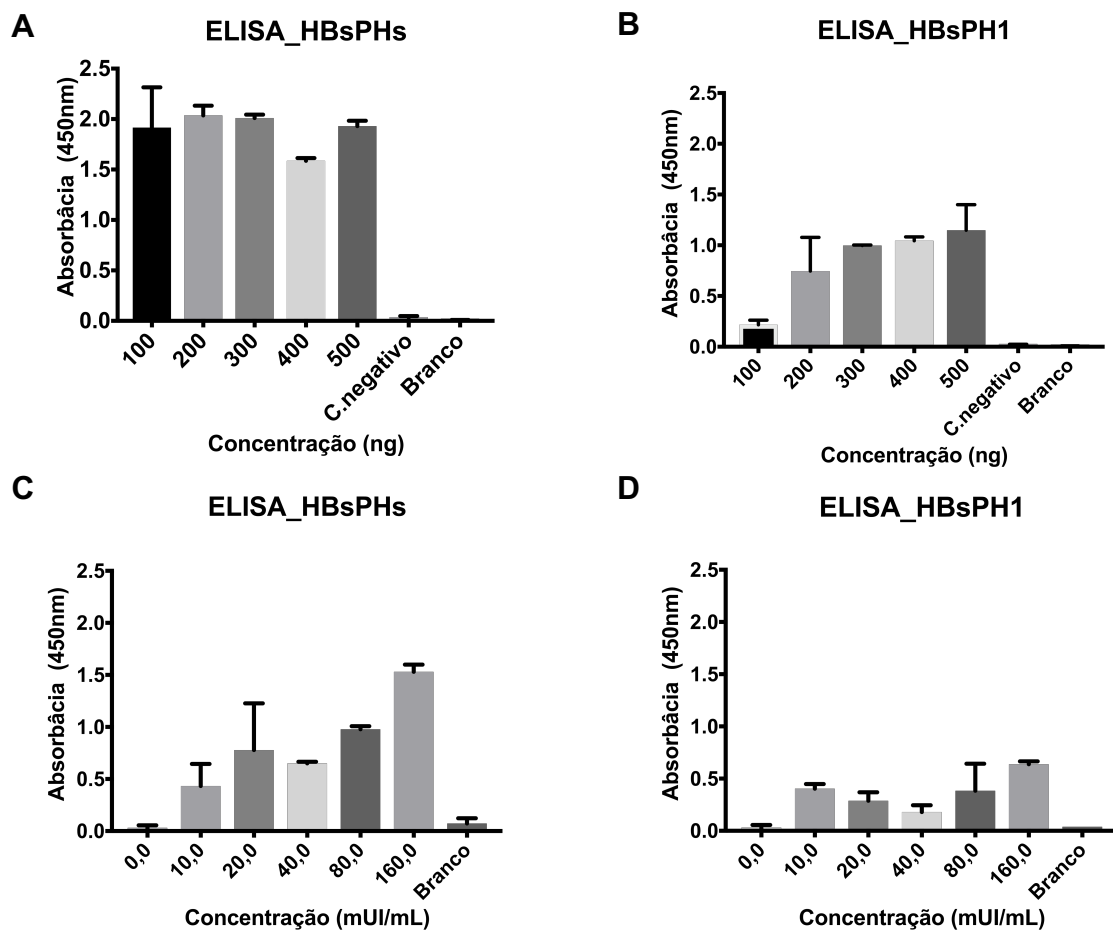 A
ELISA_HBsPHs
Absorbâcia (450nm)
2.5
2.0
1.5
1.0
0.5
0.0
100
200
300
400
500
C.negativo
Branco
Concentração (ng)
B
ELISA_HBsPH1
Absorbâcia (450nm)
2.5
2.0
1.5
1.0
0.5
0.0
100
200
300
400
500
C.negativo
Branco
Concentração (ng)
C
ELISA_HBsPHs
Absorbâcia (450nm)
2.5
2.0
1.5
1.0
0.5
0.0
0,0
10,0
20,0
40,0
80,0
160,0
Branco
Concentração (mUI/mL)
D
ELISA_HBsPH1
Absorbâcia (450nm)
2.5
2.0
1.5
1.0
0.5
0.0
0,0
10,0
20,0
40,0
80,0
160,0
Branco
Concentração (mUI/mL)